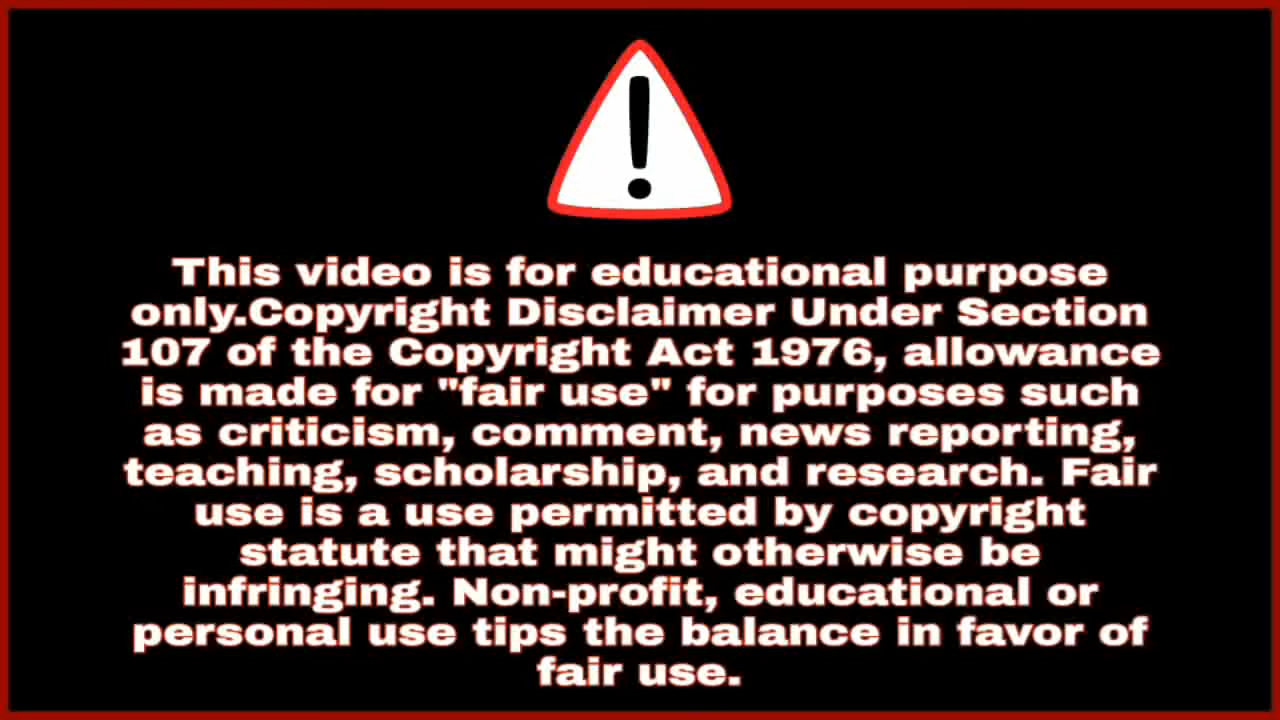 This video is for educational purpose
only.Copyright Disclaimer Under Section
107 of the Copyright Act 1976, allowance
is made for "fair use" for purposes such
as criticism, comment, news reporting,
teaching, scholarship, and research. Fair
use is a use permitted by copyright
statute that might otherwise be
infringing. Non-profit, educational or
personal use tips the balance in favor of
fair use.